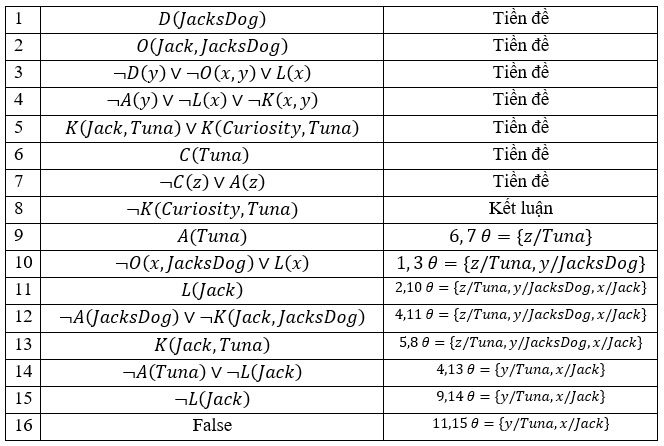 1 D(JacksDog) Tiền đề
2 O(Jack, JacksDog) Tiền đề
3 ¬D(y) ∨ ¬O(x, y) ∨ L(x) Tiền đề
4 ¬A(y) ∨ ¬L(x) ∨ ¬K(x, y) Tiền đề
5 K(Jack, Tuna) ∨ K(Curiosity, Tuna) Tiền đề
6 C(Tuna) Tiền đề
7 ¬C(z) ∨ A(z) Tiền đề
8 ¬K(Curiosity, Tuna) Kết luận
9 A(Tuna) 6, 7 θ = {z/Tuna}
10 ¬O(x, JacksDog) ∨ L(x) 1, 3 θ = {z/Tuna, y/JacksDog}
11 L(Jack) 2,10 θ = {z/Tuna, y/JacksDog, x/Jack}
12 ¬A(JacksDog) ∨ ¬K(Jack, JacksDog) 4,11 θ = {z/Tuna, y/JacksDog, x/Jack}
13 K(Jack, Tuna) 5,8 θ = {z/Tuna, y/JacksDog, x/Jack}
14 ¬A(Tuna) ∨ ¬L(Jack) 4,13 θ = {y/Tuna, x/Jack}
15 ¬L(Jack) 9,14 θ = {y/Tuna, x/Jack}
16 False 11,15 θ = {y/Tuna, x/Jack}